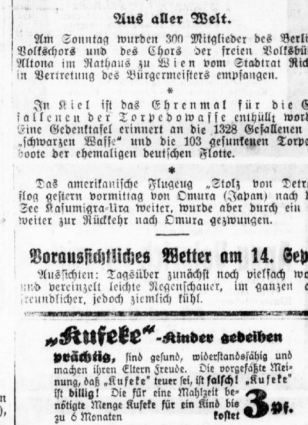 Aus aller Welt.
Am Sonntag wurden 300 Mitglieder des Berli
Volkschors und des Chors der freien Volksbü
Altona im Rathaus zu Wien vom Stadtrat Ric
in Vertretung des Bürgermeisters empfangen.
*
In Kiel ist das Ehrenmal für die G
fallenen der Torpedowaffe enthüllt word
Eine Gedenktafel erinnert an die 1328 Gefallenen
„schwarzen Waffe“ und die 103 gesunkenen Torpe
boote der ehemaligen deutschen Flotte.
*
Das amerikanische Flugzeug „Stolz von Detr
flog gestern vormittag von Omura (Japan) nach
See Kasumigra-Ura weiter, wurde aber durch ein
weiter zur Rückkehr nach Omura gezwungen.
Voraussichtliches Wetter am 14. Sep
Aussichten: Tagsüber zunächst noch vielfach wo
und vereinzelt leichte Regenschauer, im ganzen a
freundlicher, jedoch ziemlich kühl.
„Kufeke“-Kinder gedeihen
prächtig, sind gesund, widerstandsfähig und
machen ihren Eltern Freude. Die vorgefaßte Mei-
nung, daß „Kufeke“ teuer sei, ist falsch! „Kufeke“
ist billig! Die für eine Mahlzeit be-
nötigte Menge Kufeke für ein Kind bis
zu 6 Monaten kostet 3 Pf.